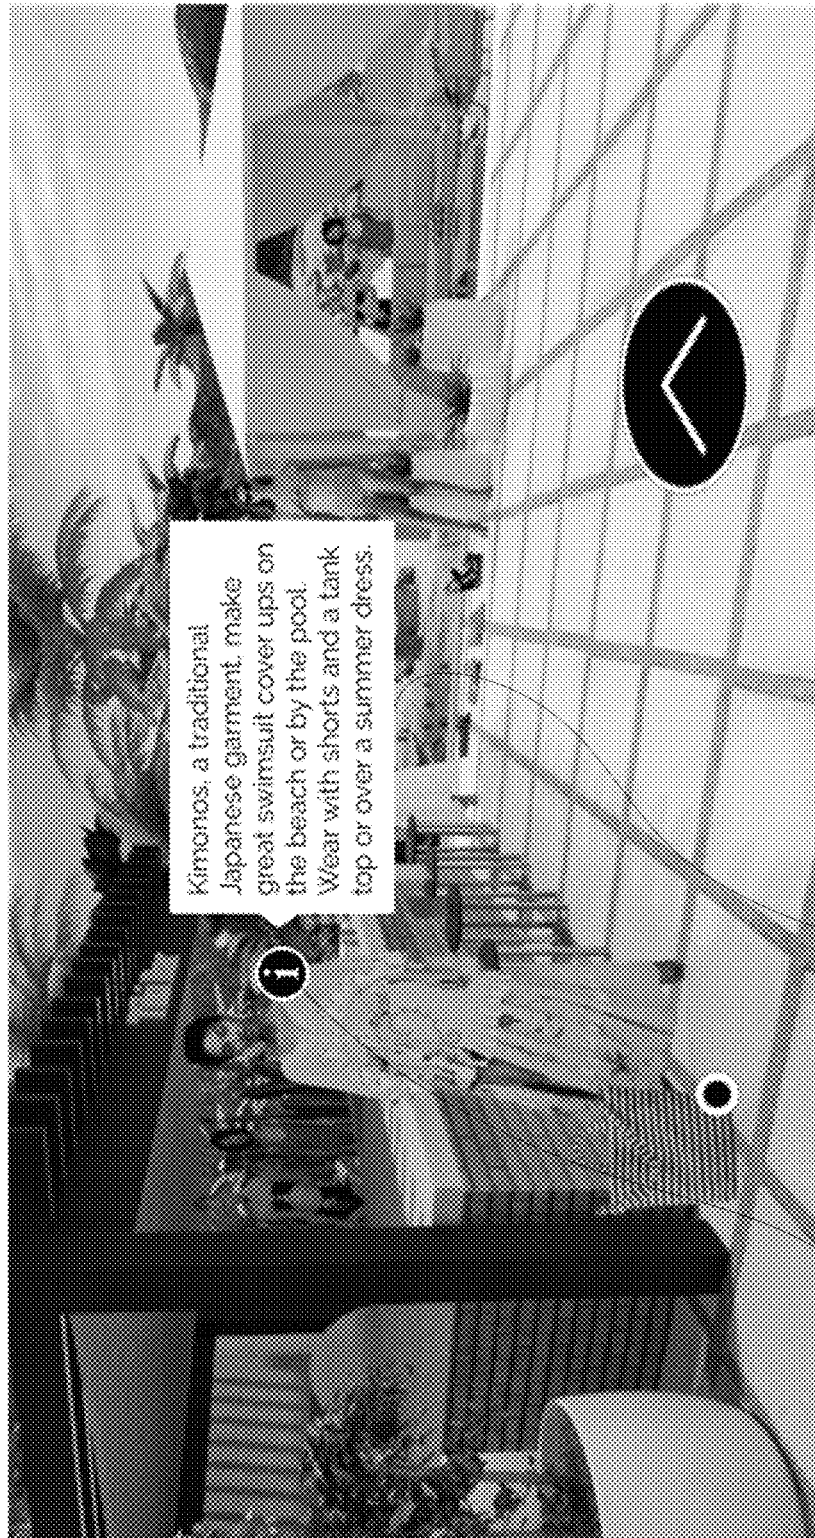 Kimonos, a traditional
Japanese garment, make
great swimsuit cover ups on
the beach or by the pool.
Wear with shorts and a tank
top or over a summer dress.
i